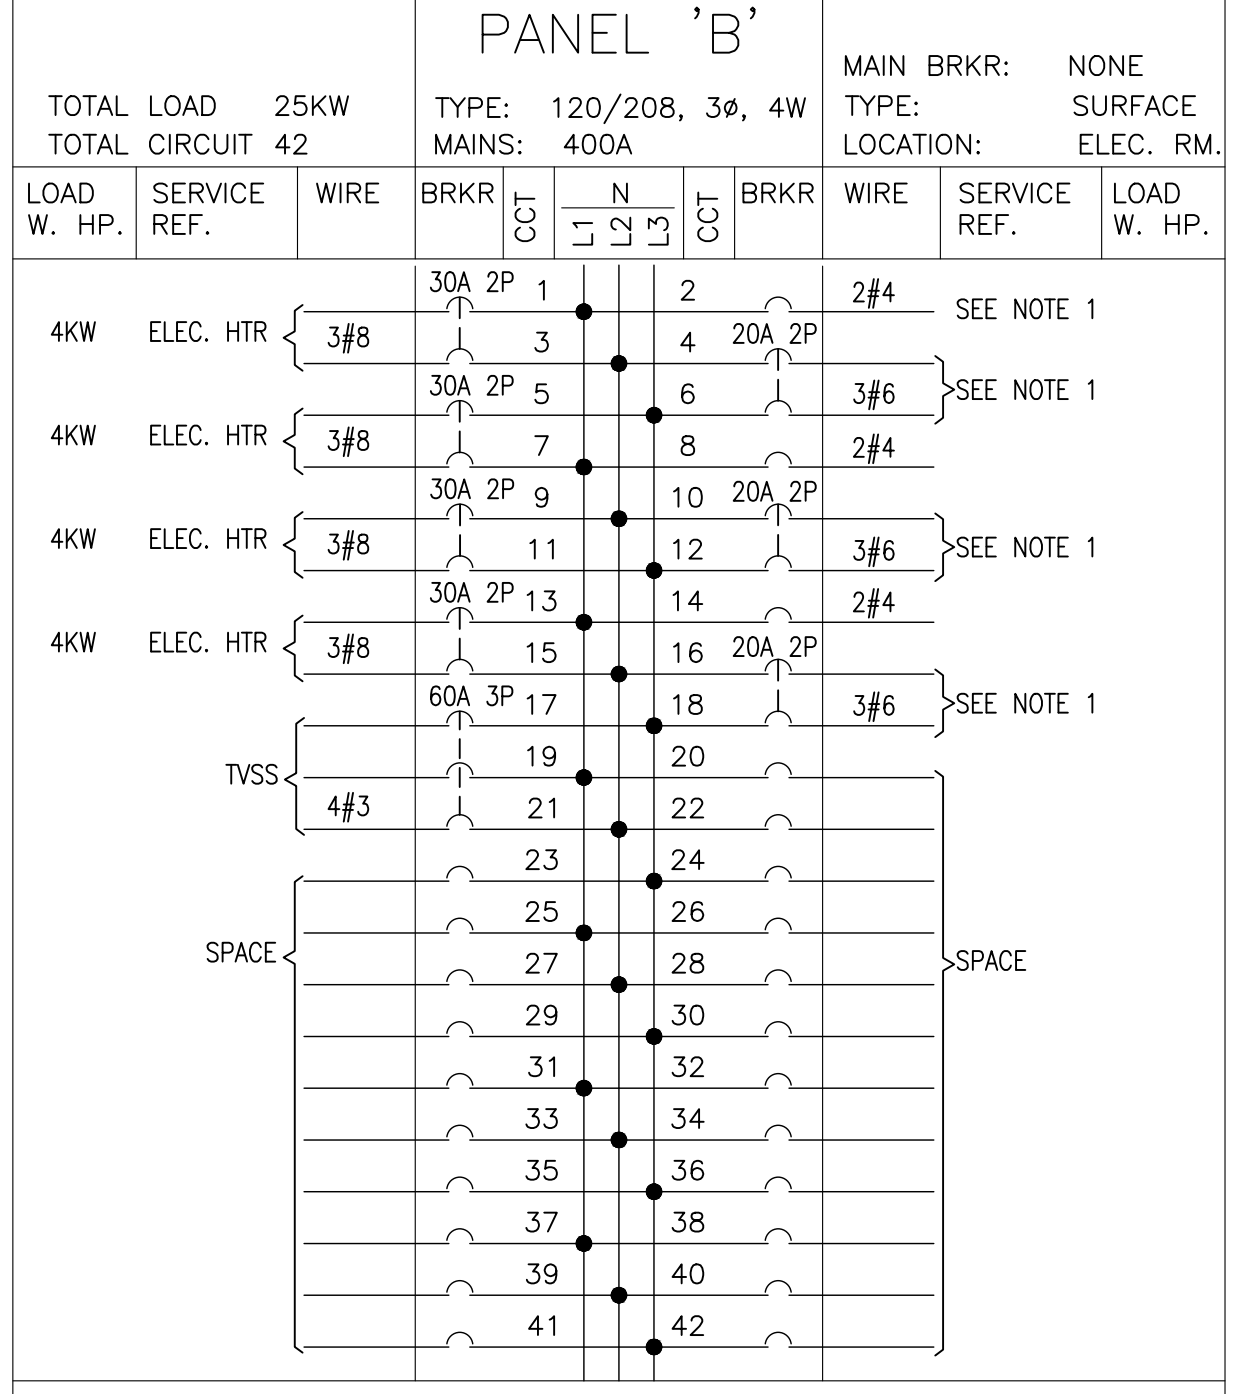 PANEL 'B'
MAIN BRKR: NONE
TOTAL LOAD 25KW TYPE: 120/208, 3ø, 4W TYPE: SURFACE
TOTAL CIRCUIT 42 MAINS: 400A LOCATION: ELEC. RM.
LOAD SERVICE WIRE BRKR CCT N CCT BRKR WIRE SERVICE LOAD
W. HP. REF. L1 L2 L3 REF. W. HP.
30A 2P 1 2 2#4 SEE NOTE 1
4KW ELEC. HTR 3#8 3 4 20A 2P
30A 2P 5 6 3#6 SEE NOTE 1
4KW ELEC. HTR 3#8 7 8 2#4
30A 2P 9 10 20A 2P
4KW ELEC. HTR 3#8 11 12 3#6 SEE NOTE 1
30A 2P 13 14 2#4
4KW ELEC. HTR 3#8 15 16 20A 2P
60A 3P 17 18 3#6 SEE NOTE 1
TVSS 19 20
4#3 21 22
23 24
25 26
SPACE 27 28 SPACE
29 30
31 32
33 34
35 36
37 38
39 40
41 42